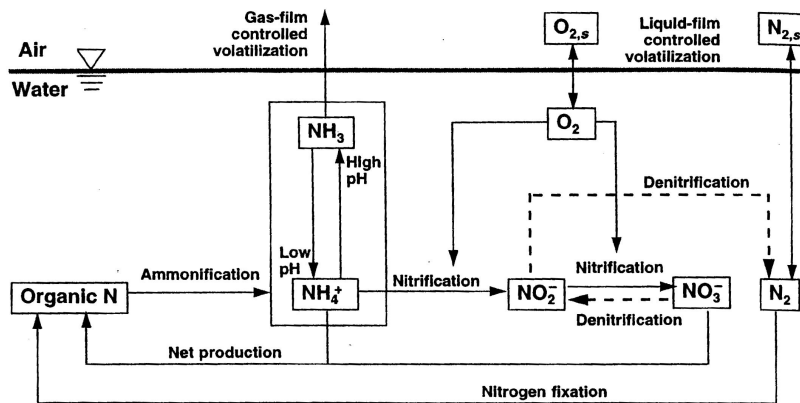 Gas-film
controlled
volatilization
O2,s
Liquid-film
controlled
volatilization
N2,s
Air
Water
NH3
O2
HIgh
pH
Denitrification
Low
pH
Ammonification
Nitrification
Nitrification
Organic N
NH4+
NO2−
NO3−
N2
Denitrification
Net production
Nitrogen fixation